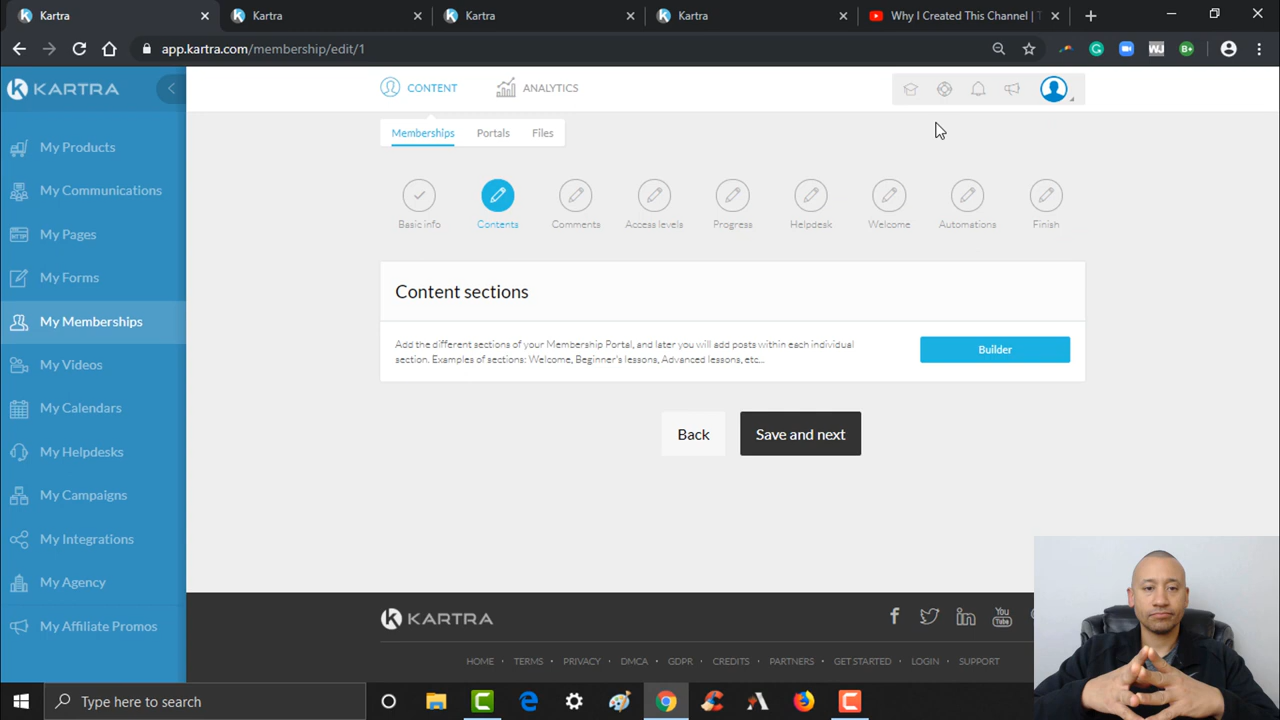 Kartra
Kartra
Kartra
Kartra
Why I Created This Channel | T
app.kartra.com/membership/edit/1
KARTRA
CONTENT
ANALYTICS
Memberships
Portals
Files
My Products
My Communications
My Pages
My Forms
My Memberships
My Videos
My Calendars
My Helpdesks
My Campaigns
My Integrations
My Agency
My Affiliate Promos
Basic info
Contents
Comments
Access levels
Progress
Helpdesk
Welcome
Automations
Finish
Content sections
Add the different sections of your Membership Portal, and later you will add posts within each individual
section. Examples of sections: Welcome, Beginner's lessons, Advanced lessons, etc...
Builder
Back
Save and next
KARTRA
You
Tube
HOME
TERMS
PRIVACY
DMCA
GDPR
CREDITS
PARTNERS
GET STARTED
LOGIN
SUPPORT
Type here to search